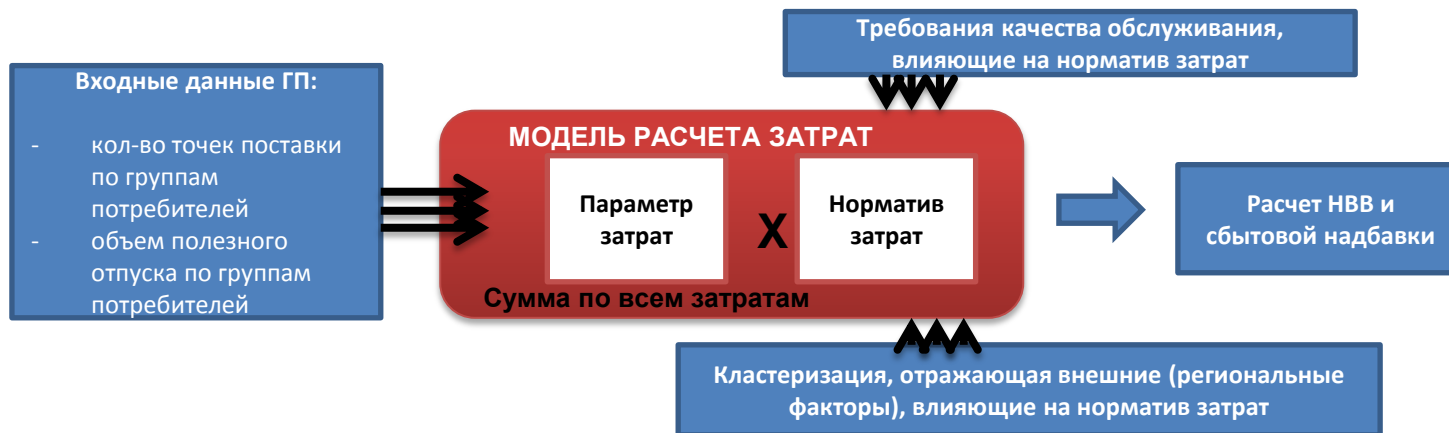 Требования качества обслуживания,
влияющие на норматив затрат
Входные данные ГП:
- кол-во точек поставки
по группам
потребителей
- объем полезного
отпуска по группам
потребителей
МОДЕЛЬ РАСЧЕТА ЗАТРАТ
Параметр
затрат
X
Норматив
затрат
Сумма по всем затратам
Расчет НВВ и
сбытовой надбавки
Кластеризация, отражающая внешние (региональные
факторы), влияющие на норматив затрат